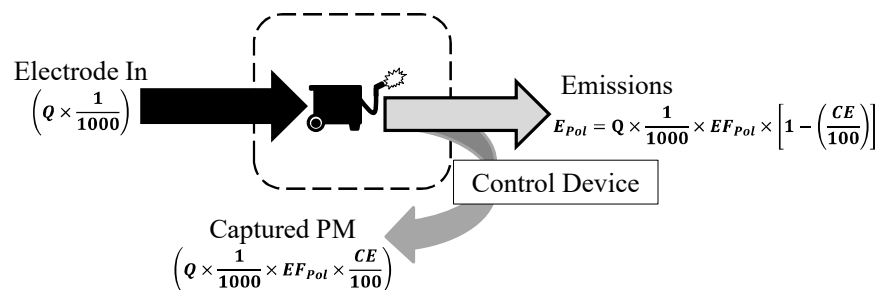 Electrode In
(Q × 1/1000)
Emissions
E_Pol = Q × 1/1000 × EF_Pol × [1 − (CE/100)]
Control Device
Captured PM
(Q × 1/1000 × EF_Pol × CE/100)